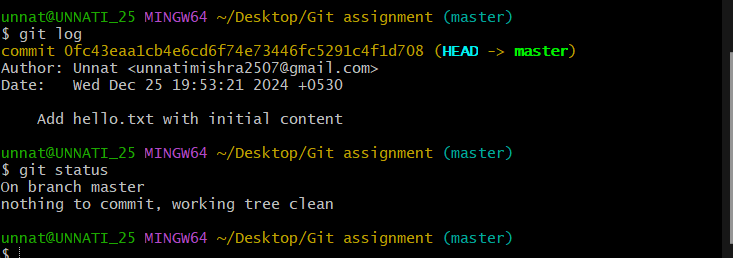 unnat@UNNATI_25 MINGW64 ~/Desktop/Git assignment (master)
$ git log
commit 0fc43eaa1cb4e6cd6f74e73446fc5291c4f1d708 (HEAD -> master)
Author: Unnat <unnatimishra2507@gmail.com>
Date:   Wed Dec 25 19:53:21 2024 +0530

    Add hello.txt with initial content

unnat@UNNATI_25 MINGW64 ~/Desktop/Git assignment (master)
$ git status
On branch master
nothing to commit, working tree clean

unnat@UNNATI_25 MINGW64 ~/Desktop/Git assignment (master)
$